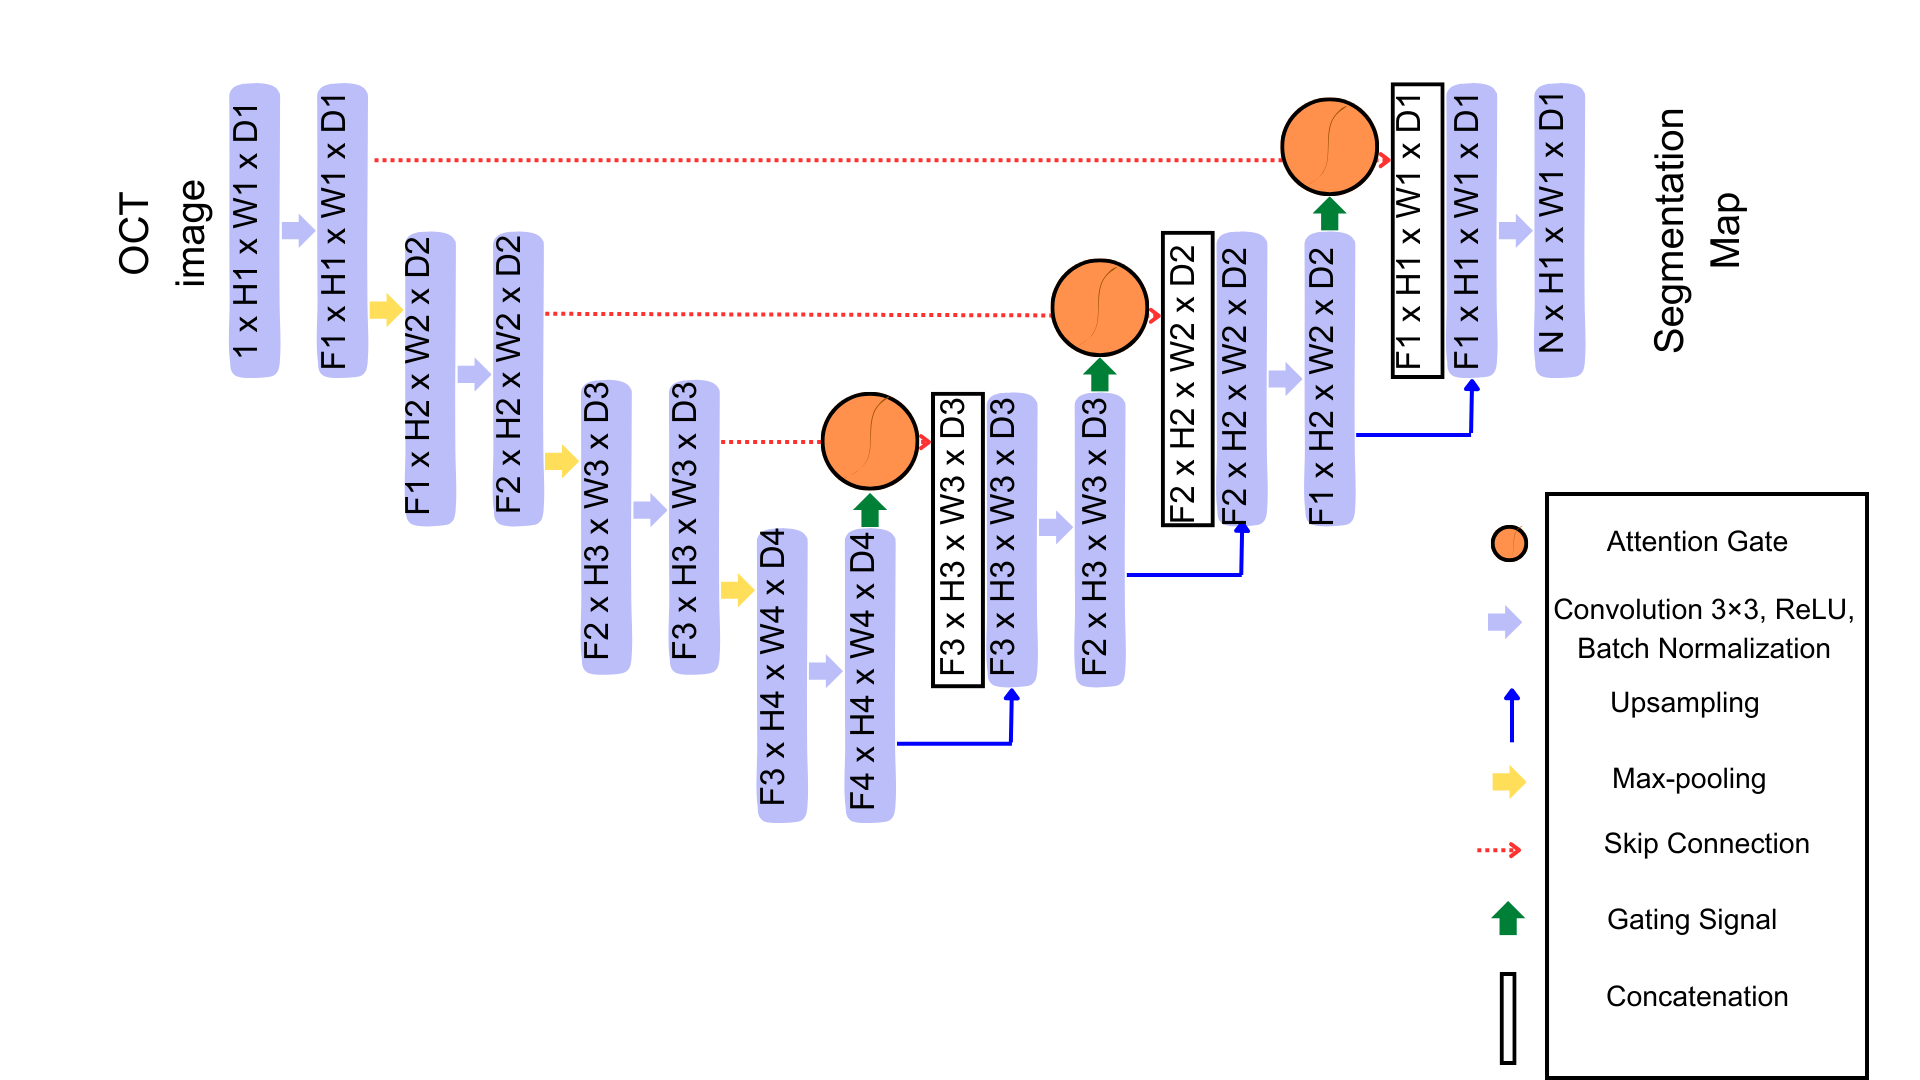 OCT
image
1 x H1 x W1 x D1
F1 x H1 x W1 x D1
F1 x H2 x W2 x D2
F2 x H2 x W2 x D2
F2 x H3 x W3 x D3
F3 x H3 x W3 x D3
F3 x H4 x W4 x D4
F4 x H4 x W4 x D4
F3 x H3 x W3 x D3
F3 x H3 x W3 x D3
F2 x H3 x W3 x D3
F2 x H2 x W2 x D2
F2 x H2 x W2 x D2
F1 x H2 x W2 x D2
F1 x H1 x W1 x D1
F1 x H1 x W1 x D1
N x H1 x W1 x D1
Segmentation
Map
Attention Gate
Convolution 3×3, ReLU,
Batch Normalization
Upsampling
Max-pooling
Skip Connection
Gating Signal
Concatenation